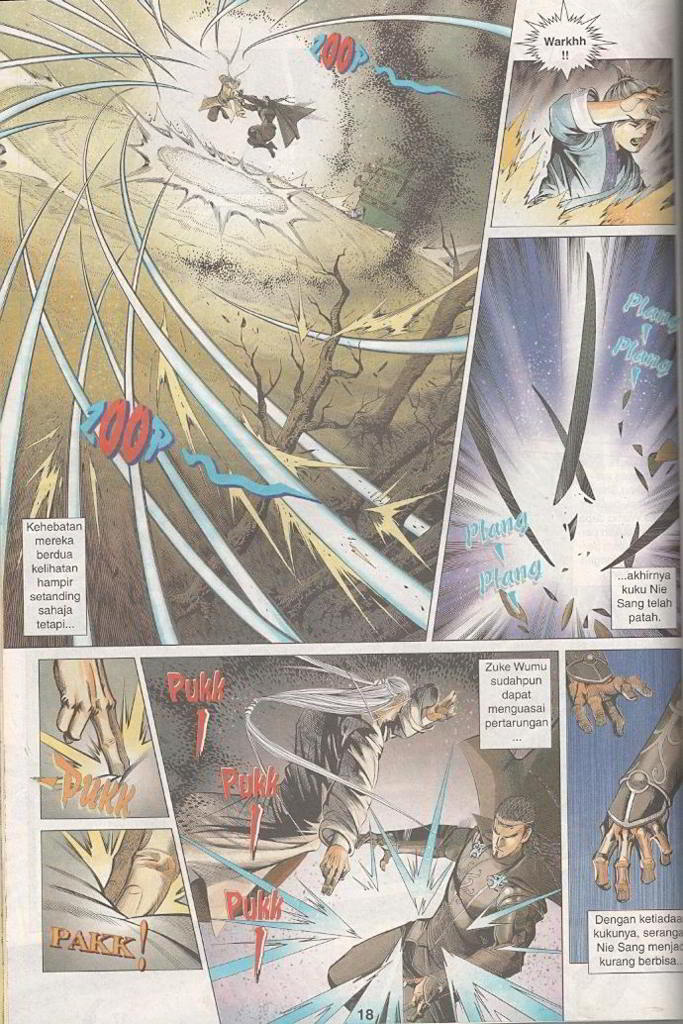 ZOOP
Warkhh
!!
Plang
!
Plang
!
ZOOP
Plang
!
Plang
!
Kehebatan
mereka
berdua
kelihatan
hampir
setanding
sahaja
tetapi...
...akhirnya
kuku Nie
Sang telah
patah.
PUKK
PAKK!
PUKK
!
PUKK
!
PUKK
!
Zuke Wumu
sudahpun
dapat
menguasai
pertarungan
...
Dengan ketiadaa
kukunya, seranga
Nie Sang menjad
kurang berbisa..
18